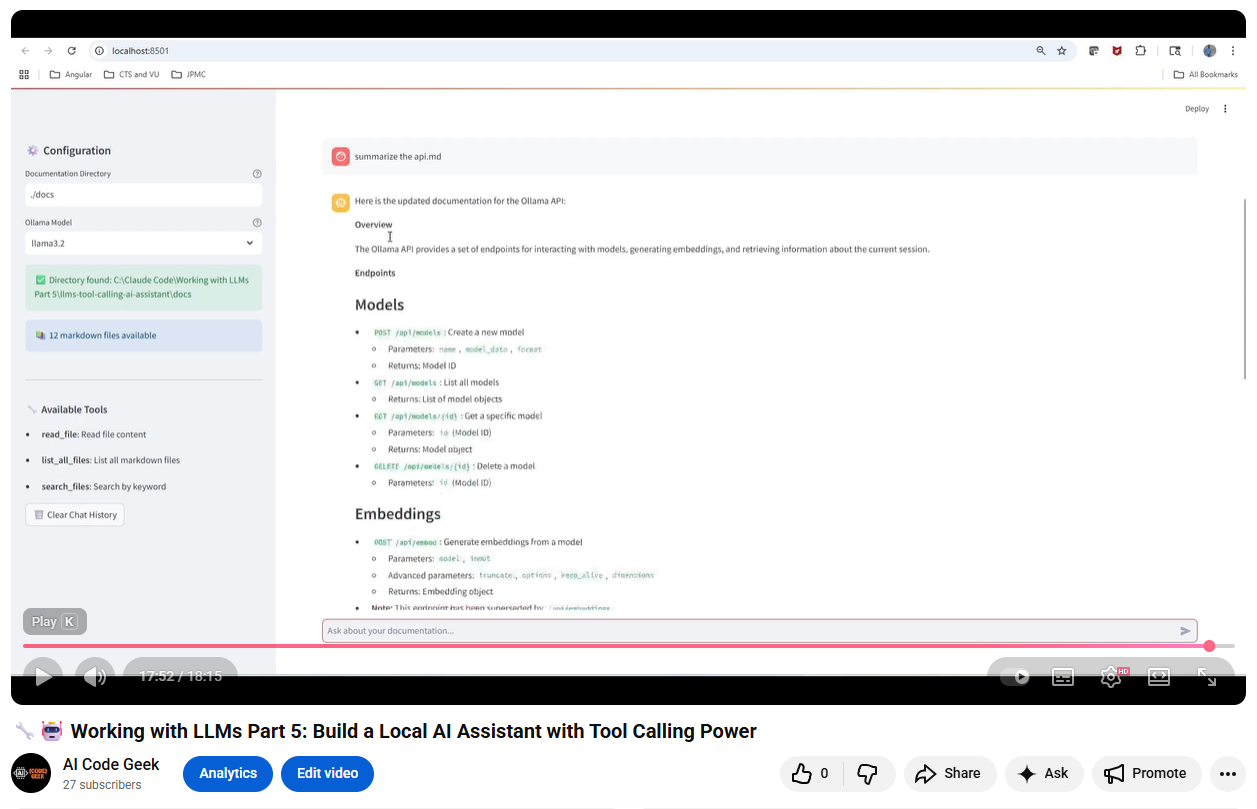 localhost:8501
Angular
CTS and VU
JPMC
All Bookmarks
Deploy
Configuration
Documentation Directory
./docs
Ollama Model
llama3.2
Directory found: C:\Claude Code\Working with LLMs
Part 5\llms-tool-calling-ai-assistant\docs
12 markdown files available
Available Tools
read_file: Read file content
list_all_files: List all markdown files
search_files: Search by keyword
Clear Chat History
summarize the api.md
Here is the updated documentation for the Ollama API:
Overview
The Ollama API provides a set of endpoints for interacting with models, generating embeddings, and retrieving information about the current session.
Endpoints
Models
POST /api/models : Create a new model
Parameters: name , model_data , format
Returns: Model ID
GET /api/models : List all models
Returns: List of model objects
/api/models/{id} : Get a specific model
Parameters: id (Model ID)
Returns: Model object
/{id} : Delete a model
Parameters: id (Model ID)
Embeddings
/api/embed : Generate embeddings from a model
Parameters: model , input
Advanced parameters: truncate , options , keep_alive , dimensions
Returns: Embedding object
Note: This endpoint has been superseded by /api/embeddings
Ask about your documentation...
Play K
17:52 / 18:15
HD
Working with LLMs Part 5: Build a Local AI Assistant with Tool Calling Power
AI CODE GEEK
AI Code Geek
27 subscribers
Analytics
Edit video
0
Share
Ask
Promote